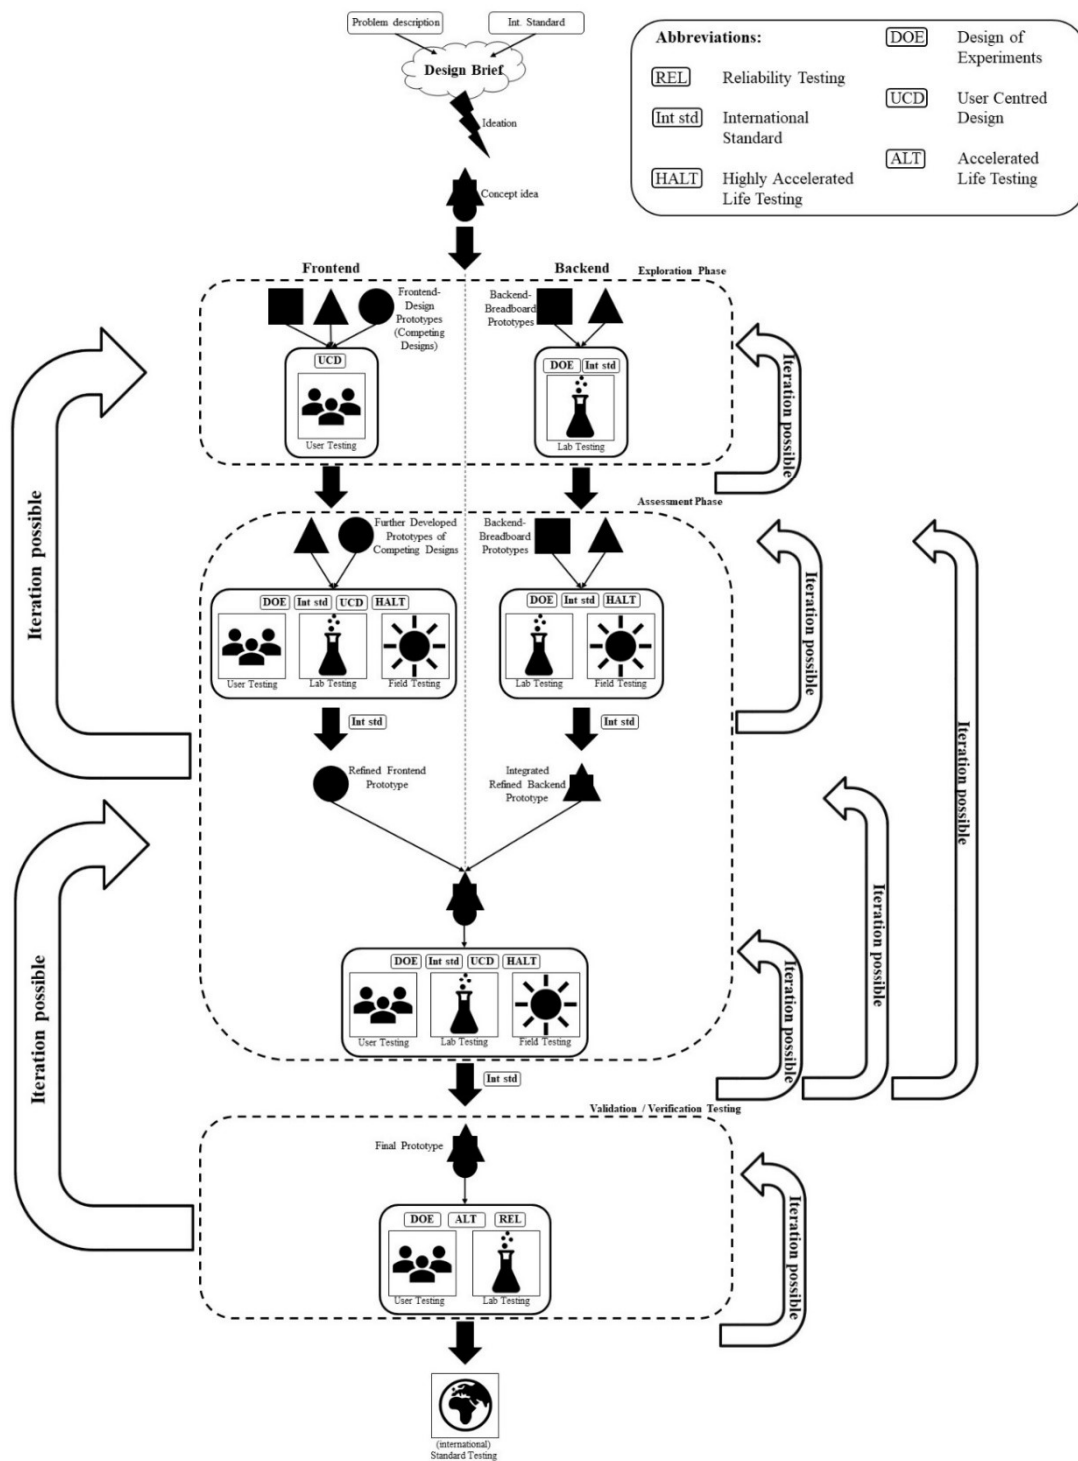 Problem description
Int. Standard
Design Brief
Ideation
Concept idea
Abbreviations:
REL
Reliability Testing
Int std
International
Standard
HALT
Highly Accelerated
Life Testing
DOE
Design of
Experiments
UCD
User Centred
Design
ALT
Accelerated
Life Testing
Frontend
Backend
Exploration Phase
Frontend-
Design
Prototypes
(Competing
Designs)
Backend-
Breadboard
Prototypes
UCD
User Testing
DOE
Int std
Lab Testing
Iteration possible
Iteration possible
Assessment Phase
Further Developed
Prototypes of
Competing Designs
Backend-
Breadboard
Prototypes
DOE
Int std
UCD
HALT
User Testing
Lab Testing
Field Testing
DOE
Int std
HALT
Lab Testing
Field Testing
Iteration possible
Int std
Int std
Refined Frontend
Prototype
Integrated
Refined Backend
Prototype
Iteration possible
Iteration possible
Iteration possible
Iteration possible
DOE
Int std
UCD
HALT
User Testing
Lab Testing
Field Testing
Int std
Validation / Verification Testing
Final Prototype
DOE
ALT
REL
User Testing
Lab Testing
Iteration possible
(international)
Standard Testing